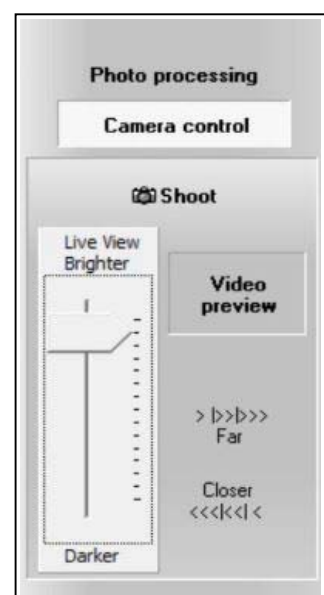 Photo processing
Camera control
Shoot
Live View
Brighter
Video
preview
> |>>|>>>
Far
Closer
<<<|<<| <
Darker